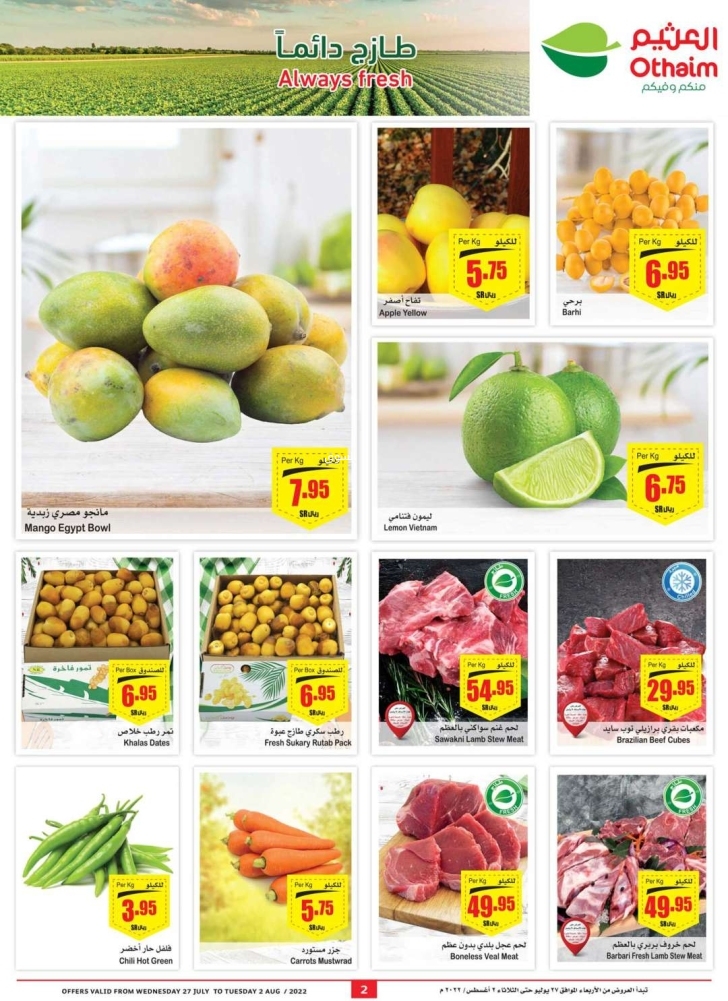 طازج دائماً
Always fresh
العثيم
Othaim
منكم وفيكم
Per Kg للكيلو
7.95
SR ريال
مانجو مصري زبدية
Mango Egypt Bowl
Per Kg للكيلو
5.75
SR ريال
تفاح أصفر
Apple Yellow
Per Kg للكيلو
6.95
SR ريال
برحي
Barhi
Per Kg للكيلو
6.75
SR ريال
ليمون فتنامي
Lemon Vietnam
تمور فاخرة
Per Box للصندوق
6.95
SR ريال
تمر رطب خلاص
Khalas Dates
Per Box للصندوق
6.95
SR ريال
رطب سكري طازج عبوة
Fresh Sukary Rutab Pack
FRESH
Per Kg للكيلو
54.95
SR ريال
لحم غنم سواكني بالعظم
Sawakni Lamb Stew Meat
Chilled
Per Kg للكيلو
29.95
SR ريال
مكعبات بقري برازيلي توب سايد
Brazilian Beef Cubes
Per Kg للكيلو
3.95
SR ريال
فلفل حار أخضر
Chili Hot Green
Per Kg للكيلو
5.75
SR ريال
جزر مستورد
Carrots Mustwrad
FRESH
Per Kg للكيلو
49.95
SR ريال
لحم عجل بلدي بدون عظم
Boneless Veal Meat
FRESH
Per Kg للكيلو
49.95
SR ريال
لحم خروف بربري بالعظم
Barbari Fresh Lamb Stew Meat
OFFERS VALID FROM WEDNESDAY 27 JULY TO TUESDAY 2 AUG / 2022
2
تبدأ العروض من الأربعاء الموافق ٢٧ يوليو حتى الثلاثاء ٢ أغسطس/ ٢٠٢٢ م